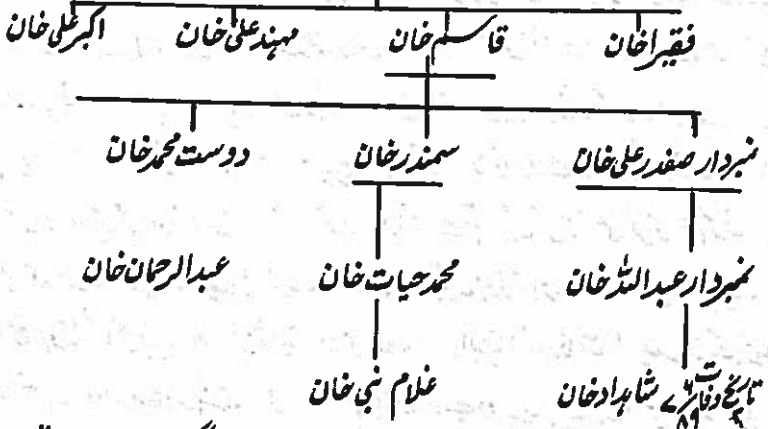 فقیرا خان قاسم خان مہند علی خان اکبر علی خان
نمبردار صفدر علی خان سمندر خان دوست محمد خان
نمبردار عبداللہ خان محمد حیات خان عبدالرحمان خان
تاریخ وفات شاہداد خان غلام نبی خان